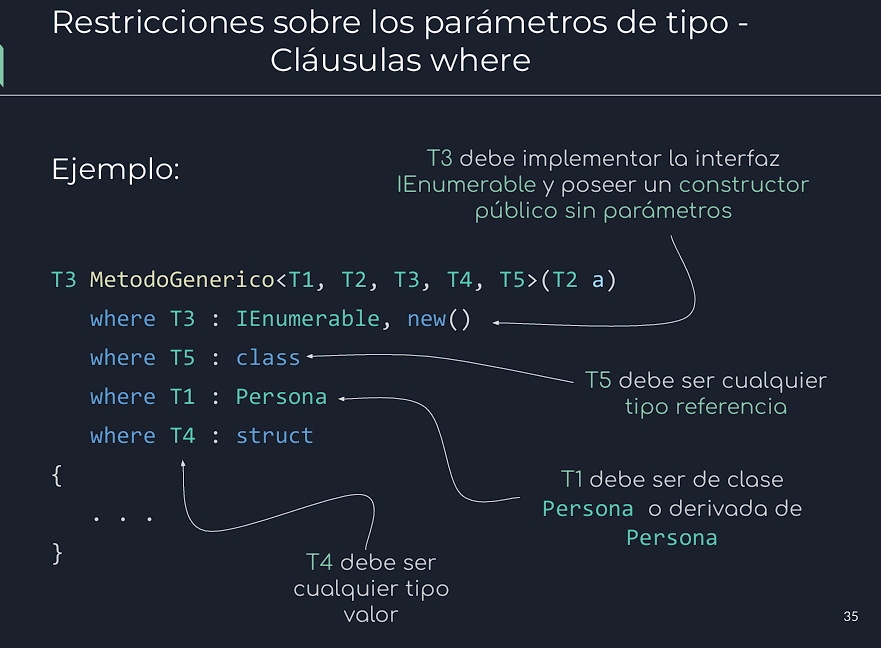 Restricciones sobre los parámetros de tipo -
Cláusulas where
Ejemplo:
T3 debe implementar la interfaz
IEnumerable y poseer un constructor
público sin parámetros
T3 MetodoGenerico<T1, T2, T3, T4, T5>(T2 a)
where T3 : IEnumerable, new()
where T5 : class
where T1 : Persona
where T4 : struct
{
. . .
}
T5 debe ser cualquier
tipo referencia
T1 debe ser de clase
Persona o derivada de
Persona
T4 debe ser
cualquier tipo
valor
35